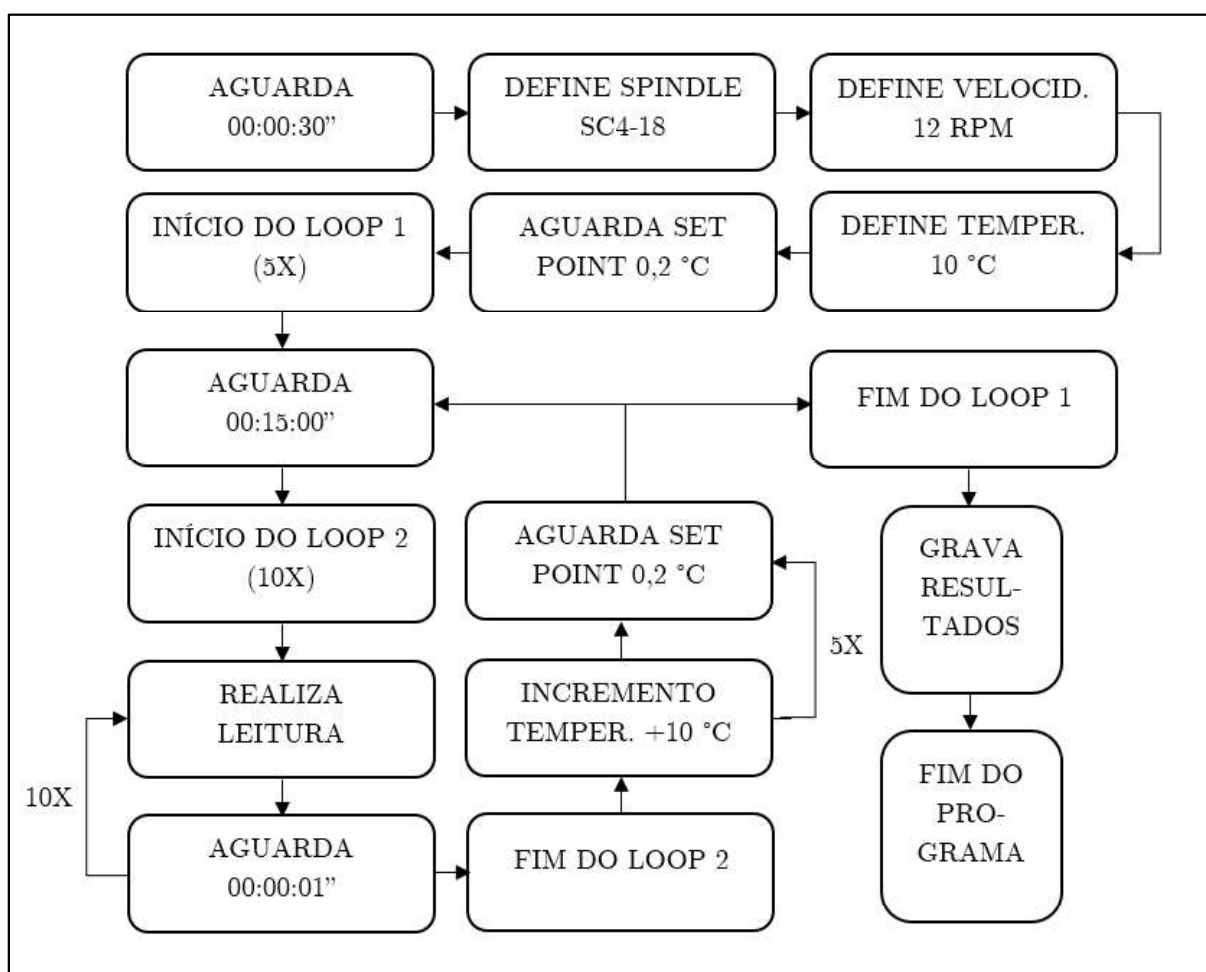 AGUARDA
00:00:30”
DEFINE SPINDLE
SC4-18
DEFINE VELOCID.
12 RPM
DEFINE TEMPER.
10 °C
AGUARDA SET
POINT 0,2 °C
INÍCIO DO LOOP 1
(5X)
AGUARDA
00:15:00”
INÍCIO DO LOOP 2
(10X)
REALIZA
LEITURA
10X
AGUARDA
00:00:01”
FIM DO LOOP 2
INCREMENTO
TEMPER. +10 °C
5X
AGUARDA SET
POINT 0,2 °C
FIM DO LOOP 1
GRAVA
RESUL-
TADOS
FIM DO
PRO-
GRAMA